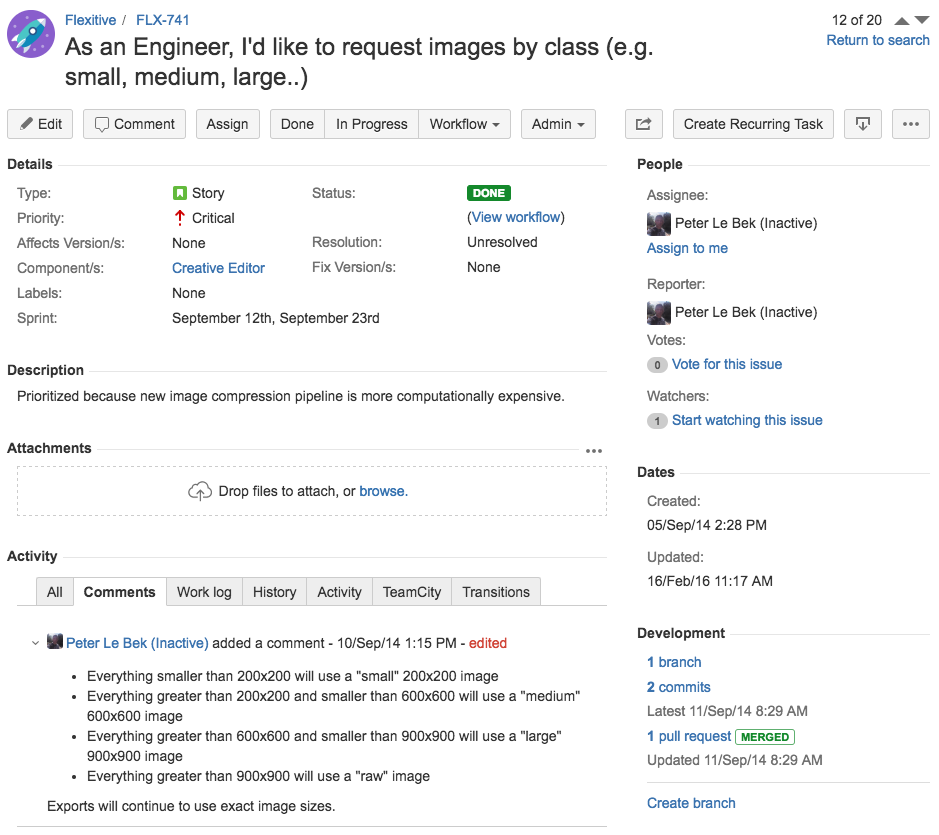 Flexitive / FLX-741
As an Engineer, I'd like to request images by class (e.g.
small, medium, large..)
12 of 20
Return to search
Edit Comment Assign Done In Progress Workflow Admin Create Recurring Task
Details
Type: Story
Priority: Critical
Affects Version/s: None
Component/s: Creative Editor
Labels: None
Sprint: September 12th, September 23rd
Status: DONE
(View workflow)
Resolution: Unresolved
Fix Version/s: None
Description
Prioritized because new image compression pipeline is more computationally expensive.
Attachments
Drop files to attach, or browse.
Activity
All Comments Work log History Activity TeamCity Transitions
Peter Le Bek (Inactive) added a comment - 10/Sep/14 1:15 PM - edited
• Everything smaller than 200x200 will use a "small" 200x200 image
• Everything greater than 200x200 and smaller than 600x600 will use a "medium"
600x600 image
• Everything greater than 600x600 and smaller than 900x900 will use a "large"
900x900 image
• Everything greater than 900x900 will use a "raw" image
Exports will continue to use exact image sizes.
People
Assignee:
Peter Le Bek (Inactive)
Assign to me
Reporter:
Peter Le Bek (Inactive)
Votes:
0 Vote for this issue
Watchers:
1 Start watching this issue
Dates
Created:
05/Sep/14 2:28 PM
Updated:
16/Feb/16 11:17 AM
Development
1 branch
2 commits
Latest 11/Sep/14 8:29 AM
1 pull request MERGED
Updated 11/Sep/14 8:29 AM
Create branch